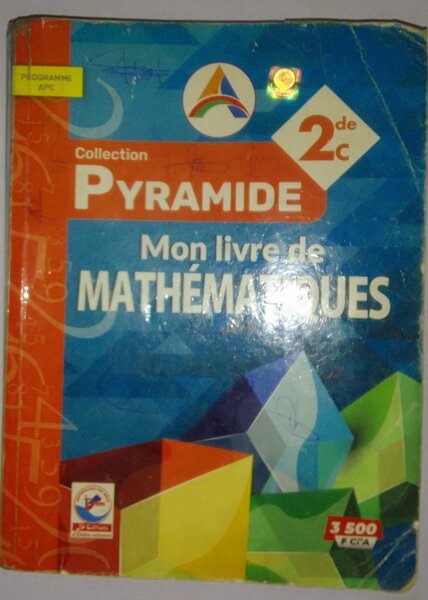 PROGRAMME
APC
2de
C
Collection
PYRAMIDE
Mon livre de
MATHÉMATIQUES
3 500
F CFA